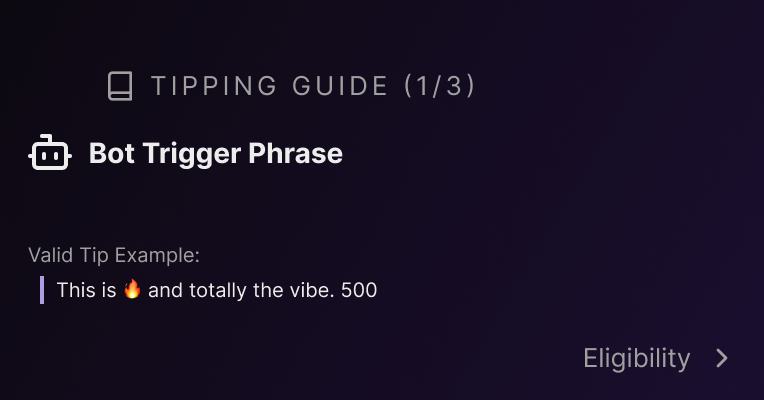 TIPPING GUIDE (1/3)
Bot Trigger Phrase
Valid Tip Example:
This is 🔥 and totally the vibe. 500
Eligibility